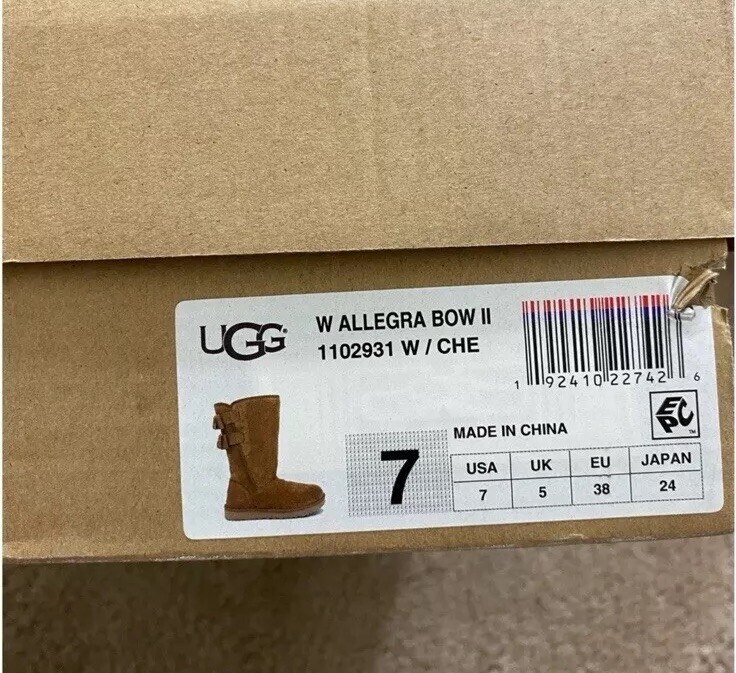 UGG®
W ALLEGRA BOW II
1102931 W / CHE
1 92410 22742 6
EPC™
MADE IN CHINA
7
USA UK EU JAPAN
7 5 38 24